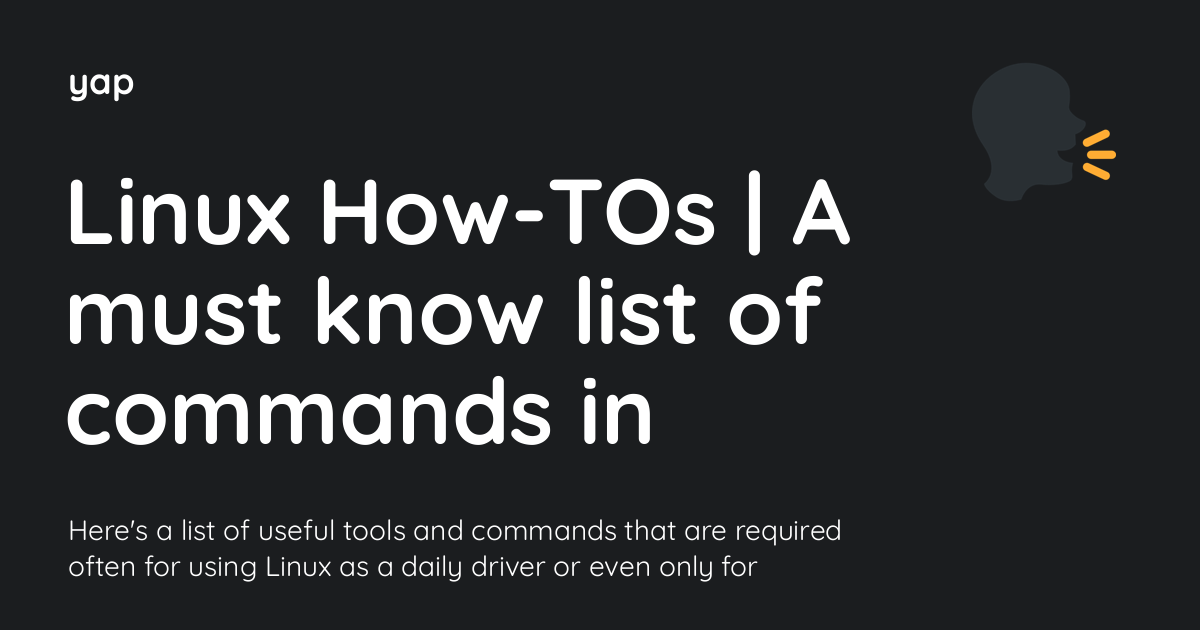 yap
Linux How-TOs | A
must know list of
commands in
Here's a list of useful tools and commands that are required
often for using Linux as a daily driver or even only for